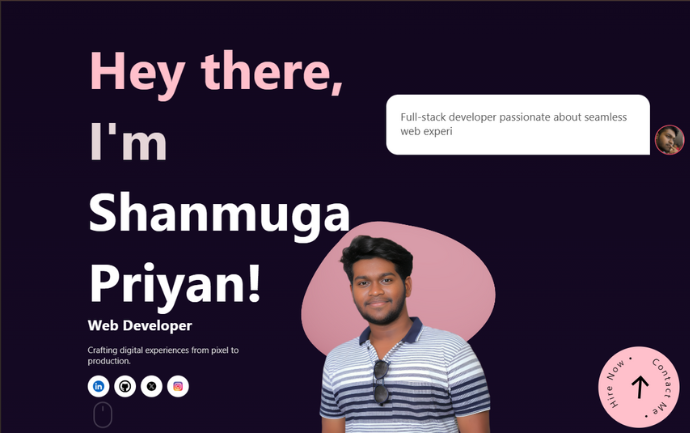 Hey there,
I'm
Shanmuga
Priyan!
Web Developer
Crafting digital experiences from pixel to
production.
Full-stack developer passionate about seamless
web experi
Hire Now •
Contact Me •